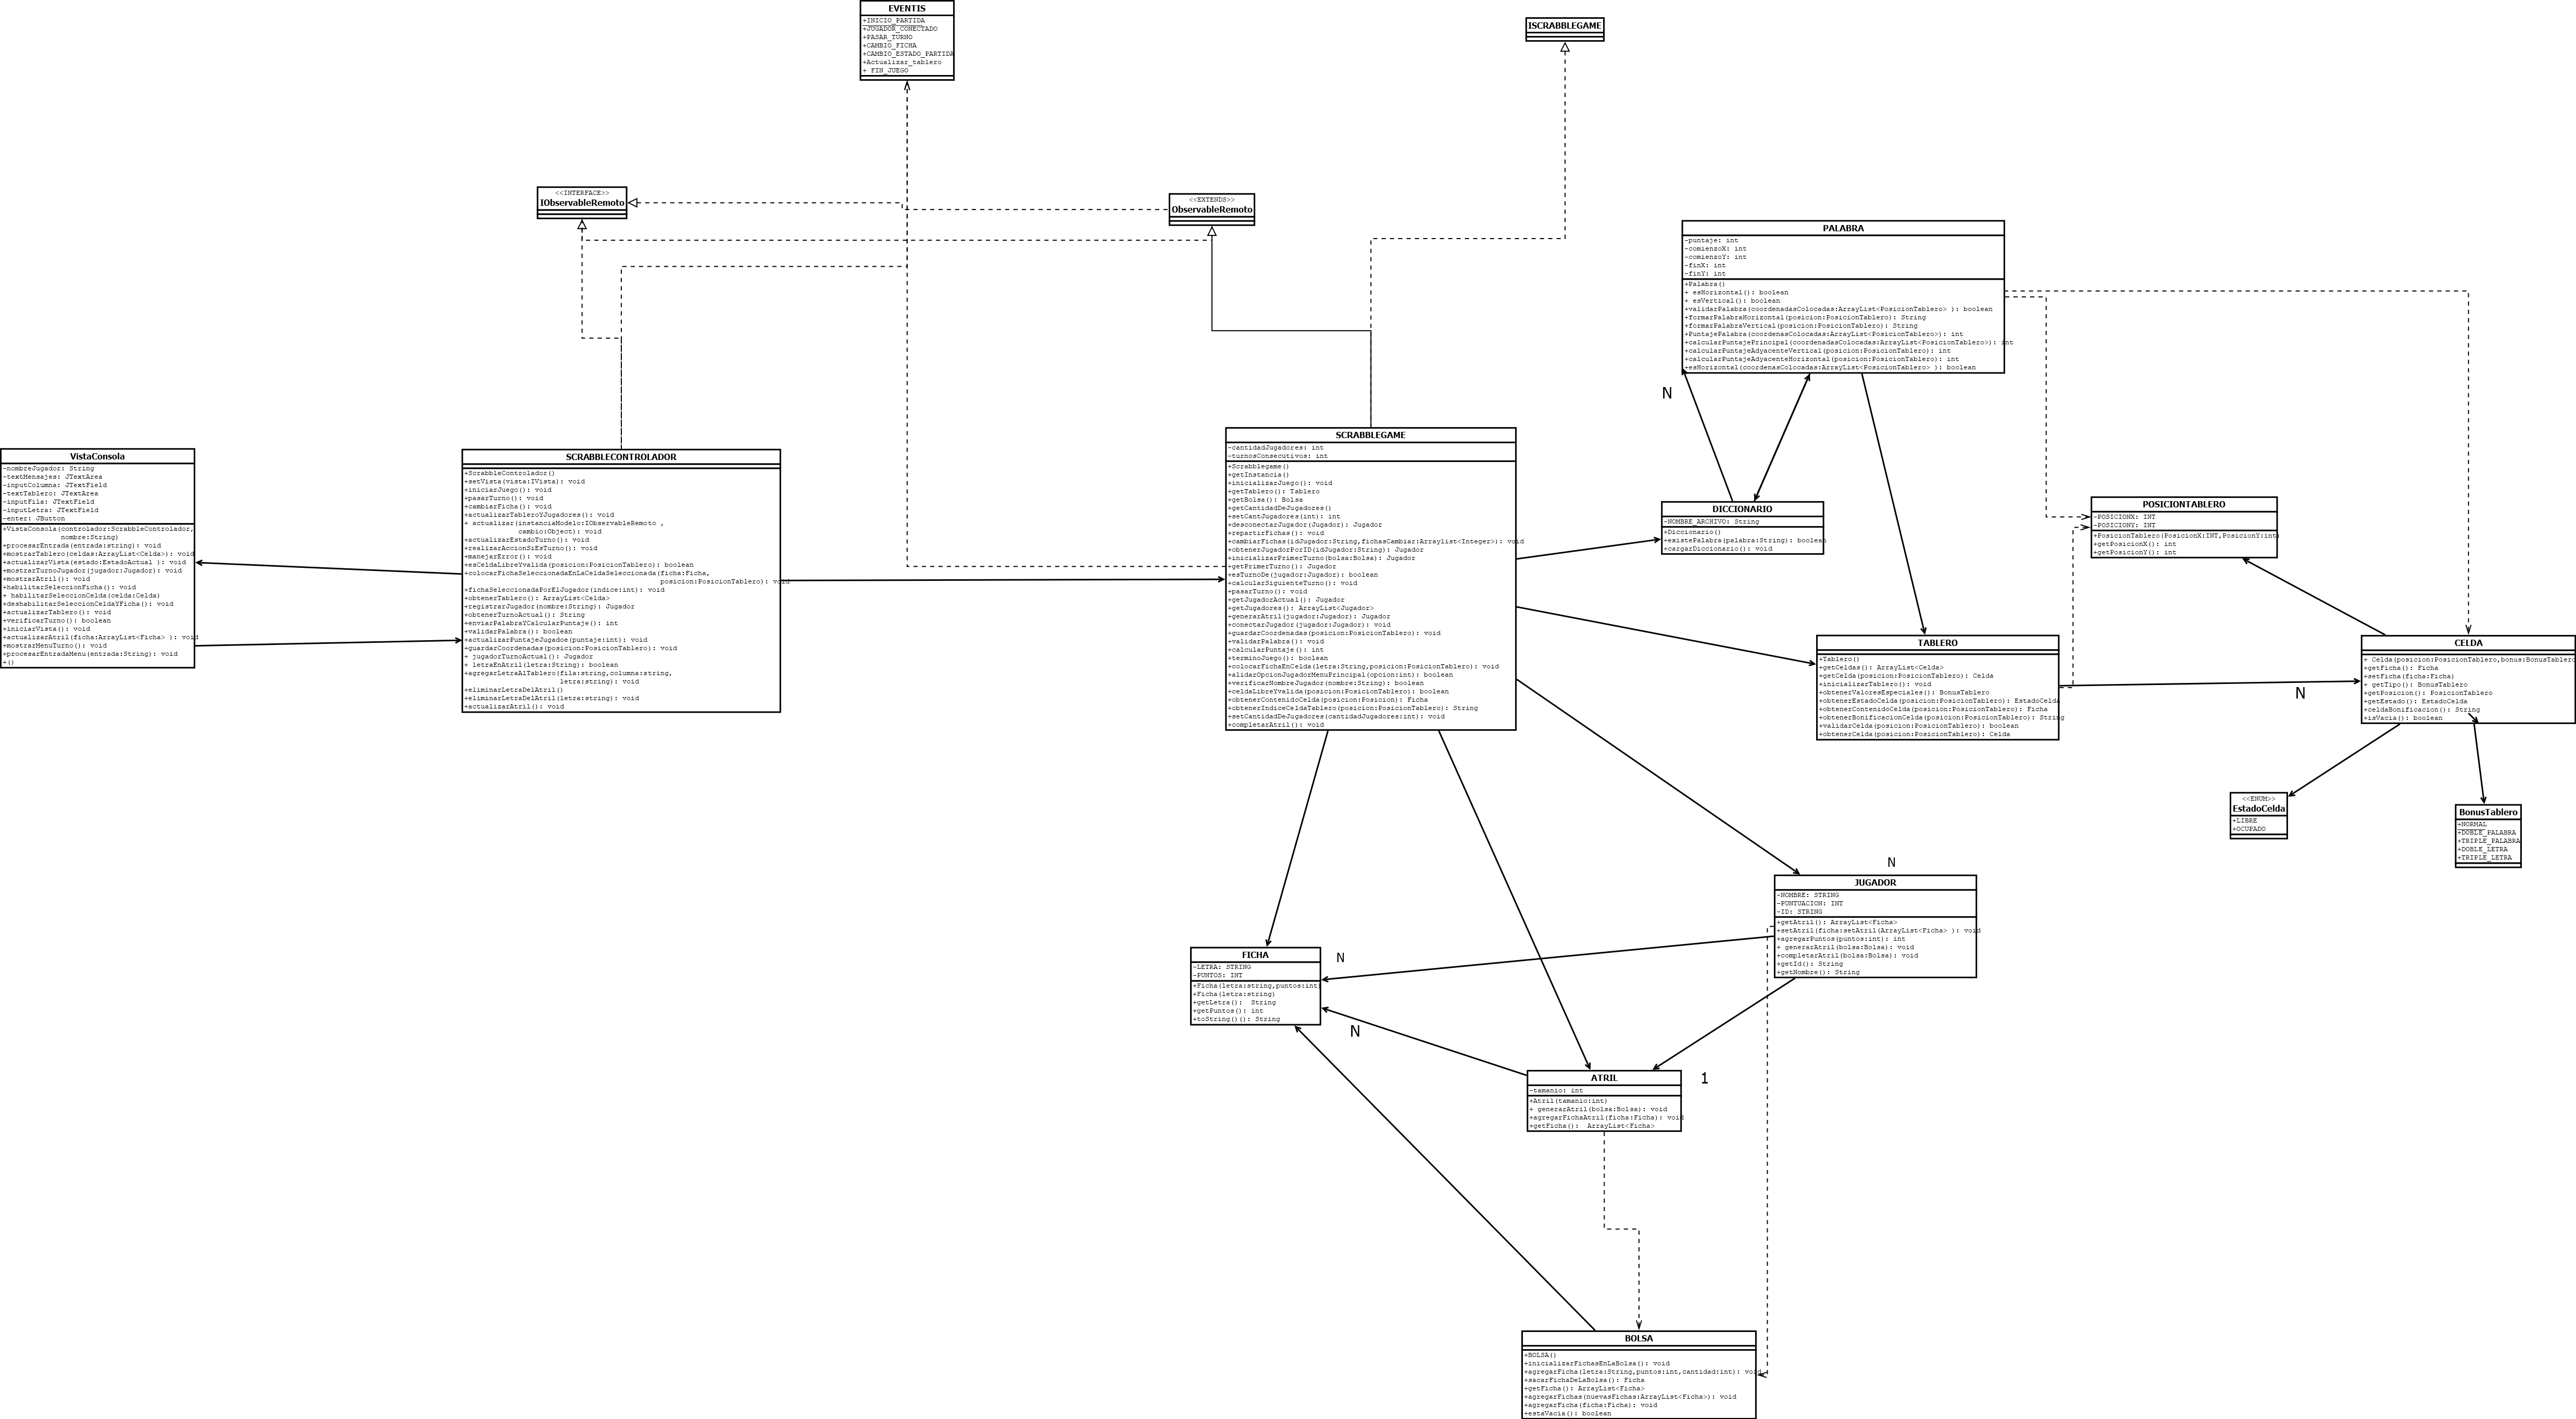 EVENTIS
+INICIO_PARTIDA
+JUGADOR_CONECTADO
+PASAR_TURNO
+CAMBIO_FICHA
+CAMBIO_ESTADO_PARTIDA
+Actualizar_tablero
+ FIN_JUEGO
ISCRABBLEGAME
<<INTERFACE>>
IObservableRemoto
<<EXTENDS>>
ObservableRemoto
PALABRA
-puntaje: int
-comienzoX: int
-comienzoY: int
-finX: int
-finY: int
+Palabra()
+ esHorizontal(): boolean
+ esVertical(): boolean
+validarPalabra(coordenadasColocadas:ArrayList<PosicionTablero> ): boolean
+formarPalabraHorizontal(posicion:PosicionTablero): String
+formarPalabraVertical(posicion:PosicionTablero): String
+PuntajePalabra(coordenadasColocadas:ArrayList<PosicionTablero>): int
+calcularPuntajePrincipal(coordenadasColocadas:ArrayList<PosicionTablero>): int
+calcularPuntajeAdyacenteVertical(posicion:PosicionTablero): int
+calcularPuntajeAdyacenteHorizontal(posicion:PosicionTablero): int
+esHorizontal(coordenasColocadas:ArrayList<PosicionTablero> ): boolean
N
VistaConsola
-nombreJugador: String
-textMensajes: JTextArea
-inputColumna: JTextField
-textTablero: JTextArea
-inputFila: JTextField
-inputLetra: JTextField
-enter: JButton
+VistaConsola(controlador:ScrabbleControlador,
nombre:String)
+procesarEntrada(entrada:string): void
+mostrarTablero(celdas:ArrayList<Celda>): void
+actualizarVista(estado:EstadoActual ): void
+mostrarTurnoJugador(jugador:Jugador): void
+mostrarAtril(): void
+habilitarSeleccionFicha(): void
+ habilitarSeleccionCelda(celda:Celda)
+deshabilitarSeleccionCeldaYFicha(): void
+actualizarTablero(): void
+verificarTurno(): boolean
+iniciarVista(): void
+actualizarAtril(ficha:ArrayList<Ficha> ): void
+mostrarMenuTurno(): void
+procesarEntradaMenu(entrada:String): void
+()
SCRABBLECONTROLADOR
+ScrabbleControlador()
+setVista(vista:IVista): void
+iniciarJuego(): void
+pasarTurno(): void
+cambiarFicha(): void
+actualizarTableroYJugadores(): void
+ actualizar(instanciaModelo:IObservableRemoto ,
cambio:Object): void
+actualizarEstadoTurno(): void
+realizarAccionSiEsTurno(): void
+manejarError(): void
+esCeldaLibreYvalida(posicion:PosicionTablero): boolean
+colocarFichaSeleccionadaEnLaCeldaSeleccionada(ficha:Ficha,
posicion:PosicionTablero): void
+fichaSeleccionadaPorElJugador(indice:int): void
+obtenerTablero(): ArrayList<Celda>
+registrarJugador(nombre:String): Jugador
+obtenerTurnoActual(): String
+enviarPalabraYCalcularPuntaje(): int
+validarPalabra(): boolean
+actualizarPuntajeJugadoe(puntaje:int): void
+guardarCoordenadas(posicion:PosicionTablero): void
+ jugadorTurnoActual(): Jugador
+ letraEnAtril(letra:String): boolean
+agregarLetraAlTablero(fila:string,columna:string,
letra:string): void
+eliminarLetraDelAtril()
+eliminarLetraDelAtril(letra:string): void
+actualizarAtril(): void
SCRABBLEGAME
-cantidadJugadores: int
-turnosConsecutivos: int
+Scrabblegame()
+getInstancia()
+inicializarJuego(): void
+getTablero(): Tablero
+getBolsa(): Bolsa
+getCantidadDeJugadores()
+setCantJugadores(int): int
+desconectarJugador(Jugador): Jugador
+repartirFichas(): void
+cambiarFichas(idJugador:String,fichasCambiar:Arraylist<Integer>): void
+obtenerJugadorPorID(idJugador:String): Jugador
+inicializarPrimerTurno(bolsa:Bolsa): Jugador
+getPrimerTurno(): Jugador
+esTurnoDe(jugador:Jugador): boolean
+calcularSiguienteTurno(): void
+pasarTurno(): void
+getJugadorActual(): Jugador
+getJugadores(): ArrayList<Jugador>
+generarAtril(jugador:Jugador): Jugador
+conectarJugador(jugador:Jugador): void
+guardarCoordenadas(posicion:PosicionTablero): void
+validarPalabra(): void
+calcularPuntaje(): int
+terminoJuego(): boolean
+colocarFichaEnCelda(letra:String,posicion:PosicionTablero): void
+alidarOpcionJugadorMenuPrincipal(opcion:int): boolean
+verificarNombreJugador(nombre:String): boolean
+celdaLibreYvalida(posicion:PosicionTablero): boolean
+obtenerContenidoCelda(posicion:Posicion): Ficha
+obtenerIndiceCeldaTablero(posicion:PosicionTablero): String
+setCantidadDeJugadores(cantidadJugadores:int): void
+completarAtril(): void
DICCIONARIO
-NOMBRE_ARCHIVO: String
+Diccionario()
+existePalabra(palabra:String): boolean
+cargarDiccionario(): void
POSICIONTABLERO
-POSICIONX: INT
-POSICIONY: INT
+PosicionTablero(PosicionX:INT,PosicionY:int)
+getPosicionX(): int
+getPosicionY(): int
TABLERO
+Tablero()
+getCeldas(): ArrayList<Celda>
+getCelda(posicion:PosicionTablero): Celda
+inicializarTablero(): void
+obtenerValoresEspeciales(): BonusTablero
+obtenerEstadoCelda(posicion:PosicionTablero): EstadoCelda
+obtenerContenidoCelda(posicion:PosicionTablero): Ficha
+obtenerBonificacionCelda(posicion:PosicionTablero): String
+validarCelda(posicion:PosicionTablero): boolean
+obtenerCelda(posicion:PosicionTablero): Celda
N
CELDA
+ Celda(posicion:PosicionTablero,bonus:BonusTablero
+getFicha(): Ficha
+setFicha(ficha:Ficha)
+ getTipo(): BonusTablero
+getPosicion(): PosicionTablero
+getEstado(): EstadoCelda
+celdaBonificacion(): String
+isVacia(): boolean
<<ENUM>>
EstadoCelda
+LIBRE
+OCUPADO
BonusTablero
+NORMAL
+DOBLE_PALABRA
+TRIPLE_PALABRA
+DOBLE_LETRA
+TRIPLE_LETRA
N
JUGADOR
-NOMBRE: STRING
-PUNTUACION: INT
-ID: STRING
+getAtril(): ArrayList<Ficha>
+setAtril(ficha:setAtril(ArrayList<Ficha> ): void
+agregarPuntos(puntos:int): int
+ generarAtril(bolsa:Bolsa): void
+completarAtril(bolsa:Bolsa): void
+getId(): String
+getNombre(): String
FICHA
-LETRA: STRING
-PUNTOS: INT
+Ficha(letra:string,puntos:int)
+Ficha(letra:string)
+getLetra():  String
+getPuntos(): int
+toString()(): String
N
N
ATRIL
-tamanio: int
+Atril(tamanio:int)
+ generarAtril(bolsa:Bolsa): void
+agregarFichaAtril(ficha:Ficha): void
+getFicha():  ArrayList<Ficha>
1
BOLSA
+BOLSA()
+inicializarFichasEnLaBolsa(): void
+agregarFicha(letra:String,puntos:int,cantidad:int): void
+sacarFichaDeLaBolsa(): Ficha
+getFicha(): ArrayList<Ficha>
+agregarFichas(nuevasFichas:ArrayList<Ficha>): void
+agregarFicha(ficha:Ficha): void
+estaVacia(): boolean